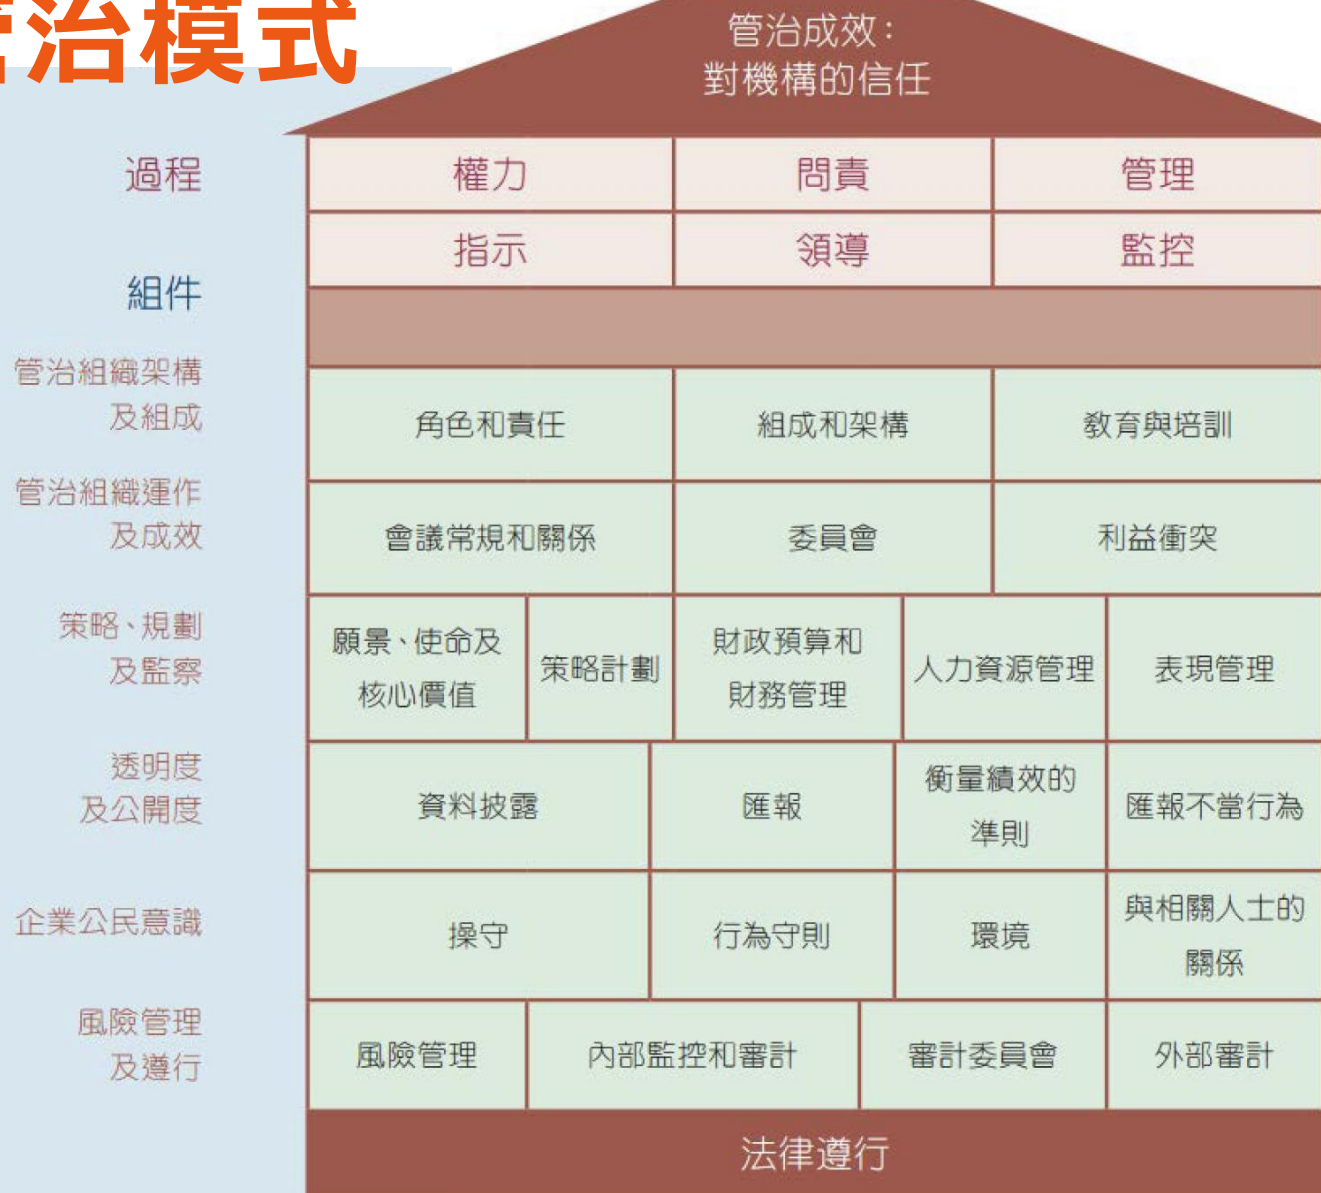 管治模式
管治成效：
對機構的信任
過程
權力
問責
管理
指示
領導
監控
組件
管治組織架構
及組成
角色和責任
組成和架構
教育與培訓
管治組織運作
及成效
會議常規和關係
委員會
利益衝突
策略、規劃
及監察
願景、使命及
核心價值
策略計劃
財政預算和
財務管理
人力資源管理
表現管理
透明度
及公開度
資料披露
匯報
衡量績效的
準則
匯報不當行為
企業公民意識
操守
行為守則
環境
與相關人士的
關係
風險管理
及遵行
風險管理
內部監控和審計
審計委員會
外部審計
法律遵行